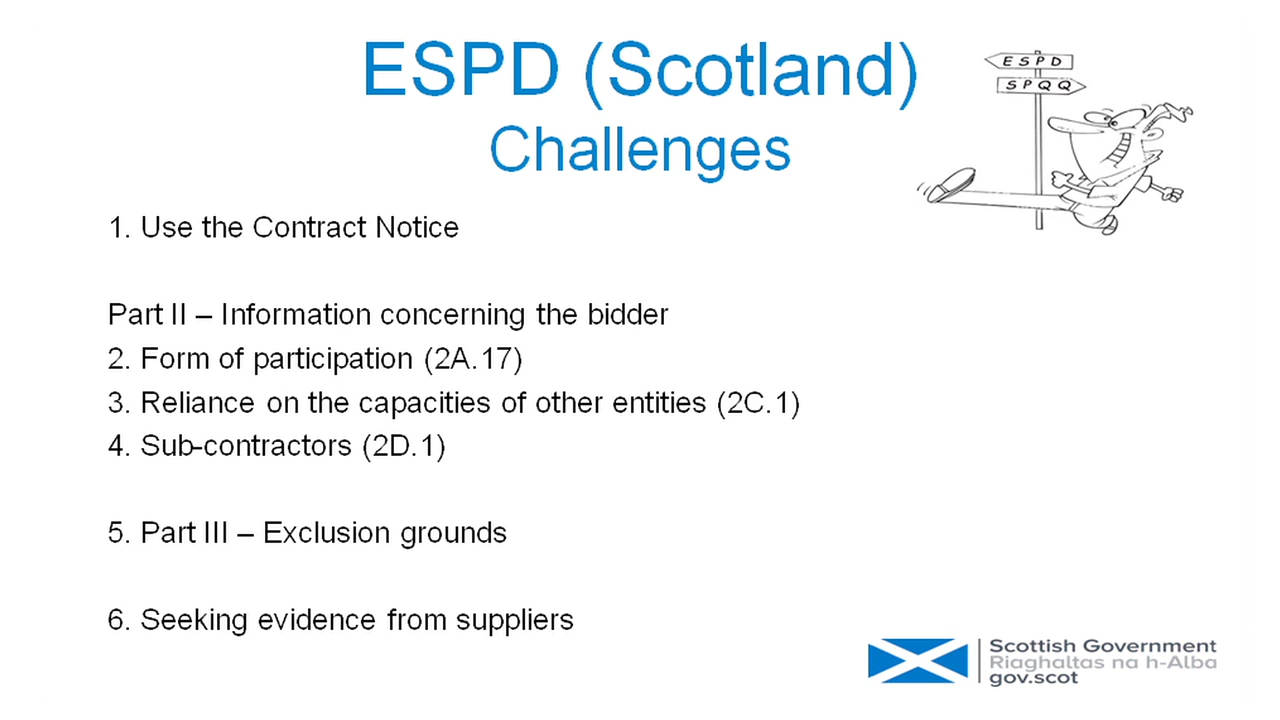 ESPD (Scotland)
Challenges
ESPD
SPQQ
1. Use the Contract Notice
Part II – Information concerning the bidder
2. Form of participation (2A.17)
3. Reliance on the capacities of other entities (2C.1)
4. Sub-contractors (2D.1)
5. Part III – Exclusion grounds
6. Seeking evidence from suppliers
Scottish Government
Riaghaltas na h-Alba
gov.scot